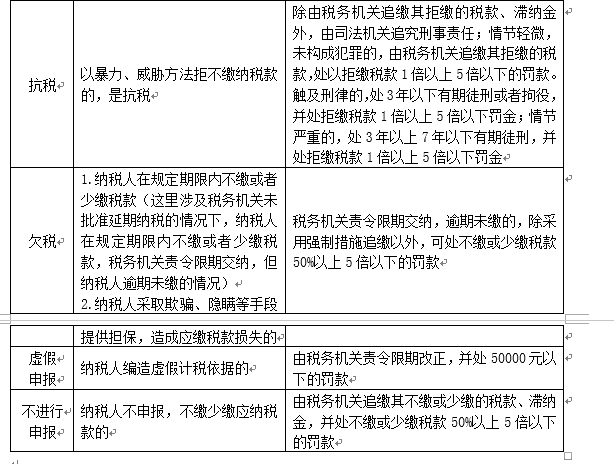 抗税
以暴力、威胁方法拒不缴纳税款
的，是抗税
除由税务机关追缴其拒缴的税款、滞纳金
外，由司法机关追究刑事责任；情节轻微，
未构成犯罪的，由税务机关追缴其拒缴的税
款，处以拒缴税款1倍以上5倍以下的罚款。
触及刑律的，处3年以下有期徒刑或者拘役，
并处拒缴税款1倍以上5倍以下罚金；情节
严重的，处3年以上7年以下有期徒刑，并
处拒缴税款1倍以上5倍以下罚金
欠税
1.纳税人在规定期限内不缴或者
少缴税款（这里涉及税务机关未
批准延期纳税的情况下，纳税人
在规定期限内不缴或者少缴税
款，税务机关责令限期交纳，但
纳税人逾期未缴的情况）
2.纳税人采取欺骗、隐瞒等手段
提供担保，造成应缴税款损失的
税务机关责令限期交纳，逾期未缴的，除采
用强制措施追缴以外，可处不缴或少缴税款
50%以上5倍以下的罚款
虚假
申报
纳税人编造虚假计税依据的
由税务机关责令限期改正，并处50000元以
下的罚款
不进行
申报
纳税人不申报，不缴少缴应纳税
款的
由税务机关追缴其不缴或少缴的税款、滞纳
金，并处不缴或少缴税款50%以上5倍以下
的罚款